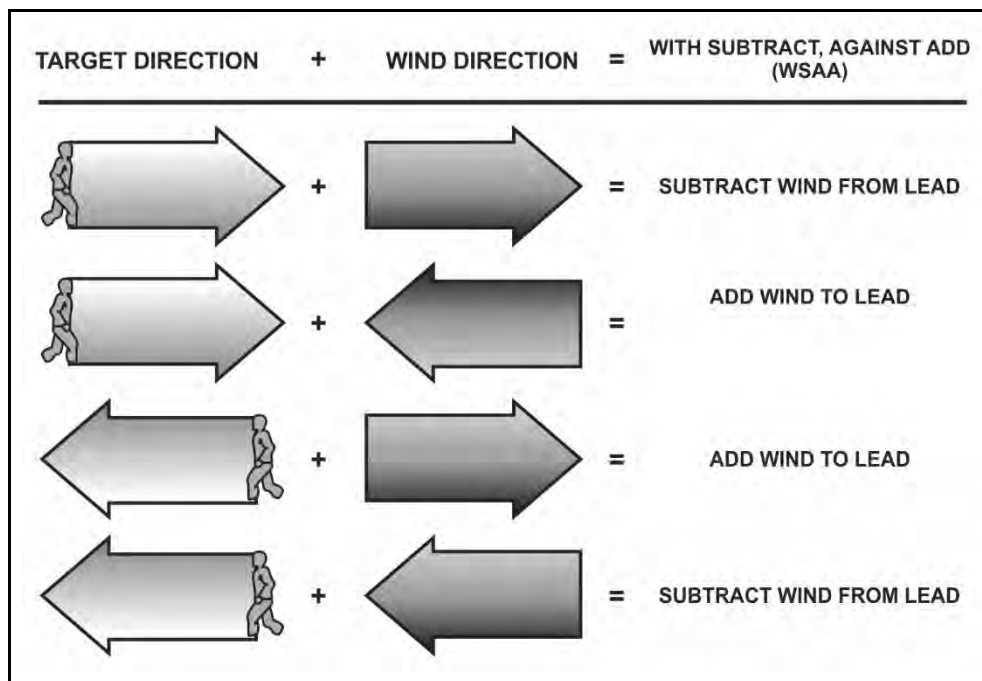 TARGET DIRECTION + WIND DIRECTION = WITH SUBTRACT, AGAINST ADD
(WSAA)
+ = SUBTRACT WIND FROM LEAD
+ = ADD WIND TO LEAD
+ = ADD WIND TO LEAD
+ = SUBTRACT WIND FROM LEAD